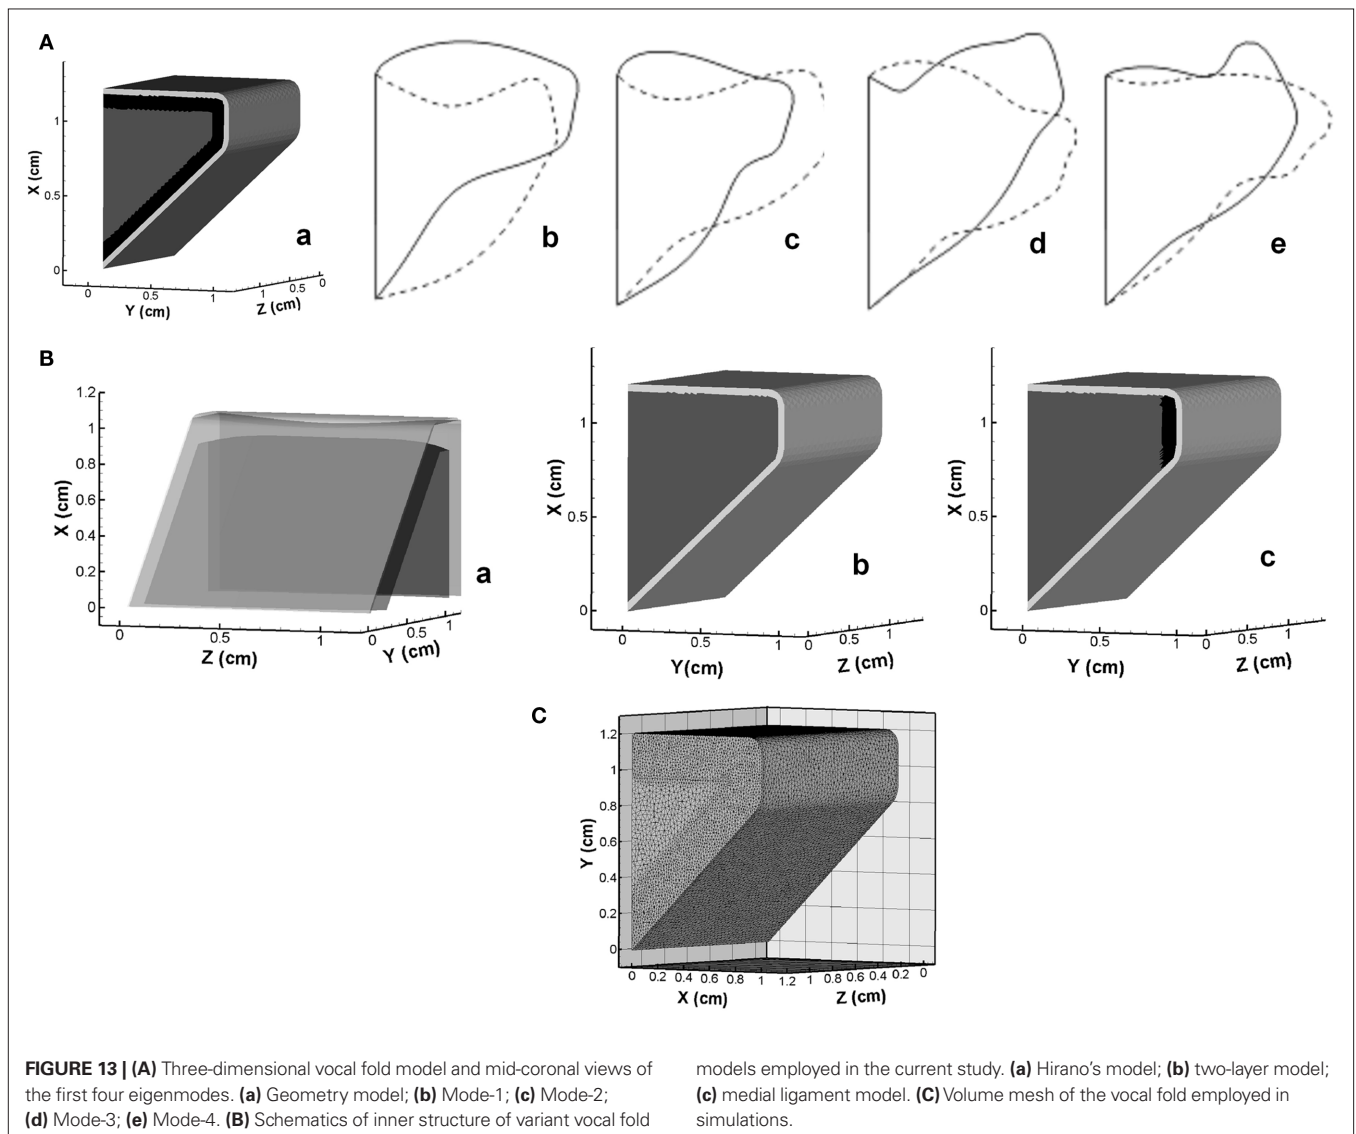 A
X (cm)
1
0.5
0
0
0.5
1
Y (cm)
1
0.5
0
Z (cm)
a
b
c
d
e
B
1.2
1
0.8
0.6
0.4
0.2
0
X (cm)
0
0.5
1
Z (cm)
0
0.5
1
Y (cm)
a
1
0.5
0
X (cm)
0
0.5
1
Y(cm)
0
0.5
1
Z (cm)
b
1
0.5
0
X (cm)
0
0.5
1
Y (cm)
0
0.5
1
Z (cm)
c
C
1.2
1
0.8
0.6
0.4
0.2
0
Y (cm)
0 0.2 0.4 0.6 0.8 1
X (cm)
1.2 1 0.8 0.6 0.4 0.2 0
Z (cm)
FIGURE 13 | (A) Three-dimensional vocal fold model and mid-coronal views of
the first four eigenmodes. (a) Geometry model; (b) Mode-1; (c) Mode-2;
(d) Mode-3; (e) Mode-4. (B) Schematics of inner structure of variant vocal fold
models employed in the current study. (a) Hirano's model; (b) two-layer model;
(c) medial ligament model. (C) Volume mesh of the vocal fold employed in
simulations.